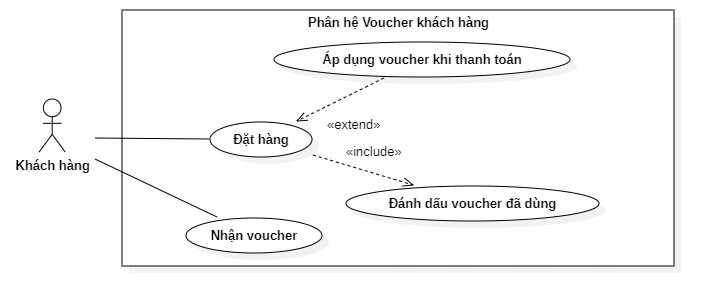 Phân hệ Voucher khách hàng
Áp dụng voucher khi thanh toán
«extend»
Đặt hàng
«include»
Khách hàng
Đánh dấu voucher đã dùng
Nhận voucher